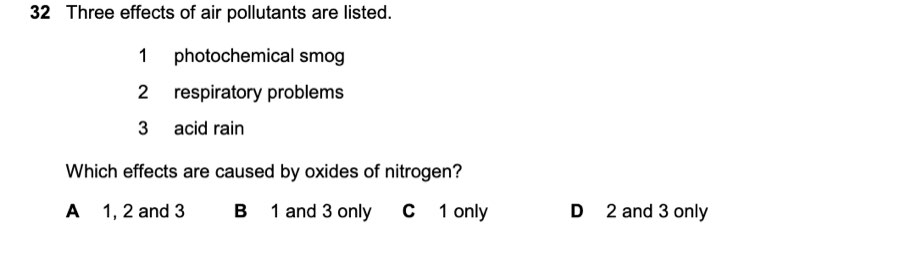 32 Three effects of air pollutants are listed.
1 photochemical smog
2 respiratory problems
3 acid rain
Which effects are caused by oxides of nitrogen?
A 1, 2 and 3 B 1 and 3 only C 1 only D 2 and 3 only